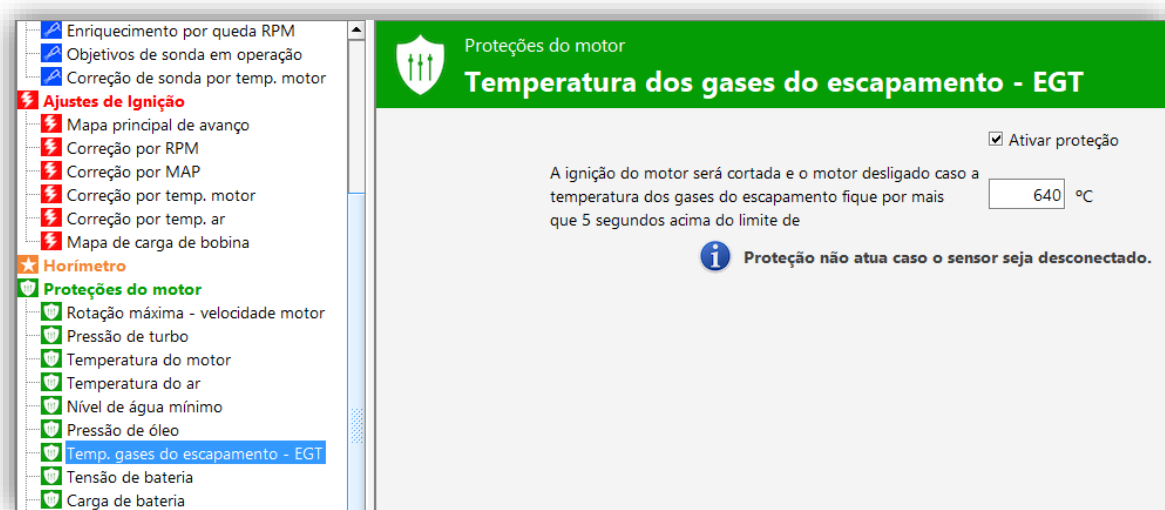 Enriquecimento por queda RPM
Objetivos de sonda em operação
Correção de sonda por temp. motor
Ajustes de Ignição
Mapa principal de avanço
Correção por RPM
Correção por MAP
Correção por temp. motor
Correção por temp. ar
Mapa de carga de bobina
Horímetro
Proteções do motor
Rotação máxima - velocidade motor
Pressão de turbo
Temperatura do motor
Temperatura do ar
Nível de água mínimo
Pressão de óleo
Temp. gases do escapamento - EGT
Tensão de bateria
Carga de bateria
Proteções do motor
Temperatura dos gases do escapamento - EGT
Ativar proteção
A ignição do motor será cortada e o motor desligado caso a
temperatura dos gases do escapamento fique por mais
que 5 segundos acima do limite de
640 ºC
Proteção não atua caso o sensor seja desconectado.